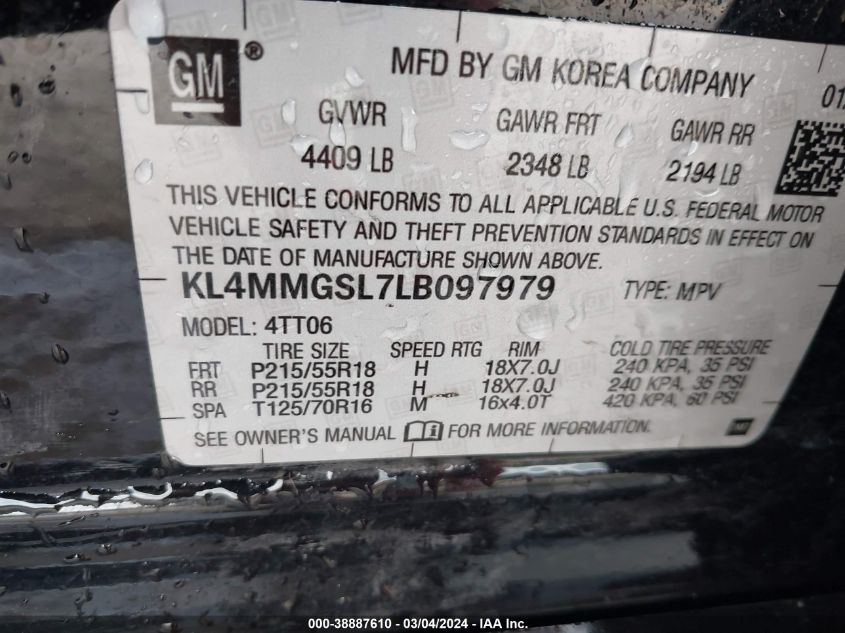 GM ®
MFD BY GM KOREA COMPANY
GVWR GAWR FRT GAWR RR
4409 LB 2348 LB 2194 LB
THIS VEHICLE CONFORMS TO ALL APPLICABLE U.S. FEDERAL MOTOR
VEHICLE SAFETY AND THEFT PREVENTION STANDARDS IN EFFECT ON
THE DATE OF MANUFACTURE SHOWN ABOVE.
KL4MMGSL7LB097979 TYPE: MPV
MODEL: 4TT06
TIRE SIZE SPEED RTG RIM COLD TIRE PRESSURE
FRT P215/55R18 H 18X7.0J 240 KPA, 35 PSI
RR P215/55R18 H 18X7.0J 240 KPA, 35 PSI
SPA T125/70R16 M 16x4.0T 420 KPA, 60 PSI
SEE OWNER'S MANUAL FOR MORE INFORMATION.
000-38887610 - 03/04/2024 - IAA Inc.